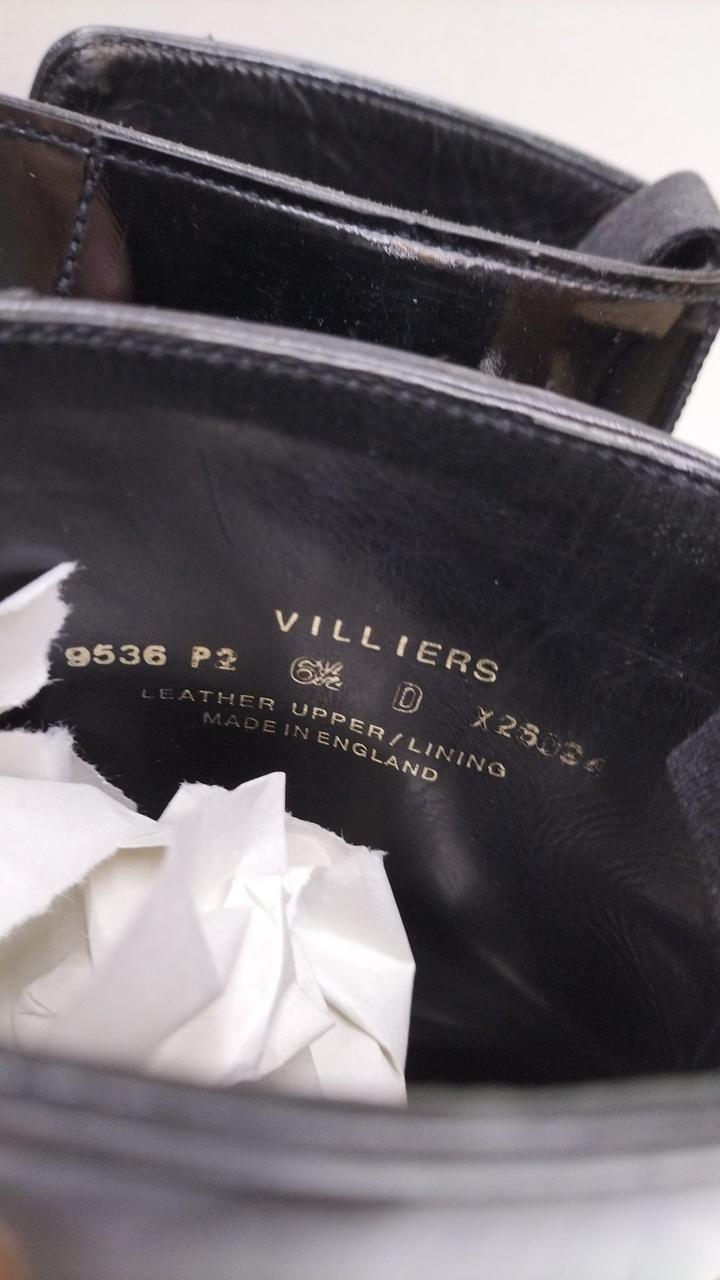 VILLIERS
9536 P2 6½ D
LEATHER UPPER/LINING
MADE IN ENGLAND